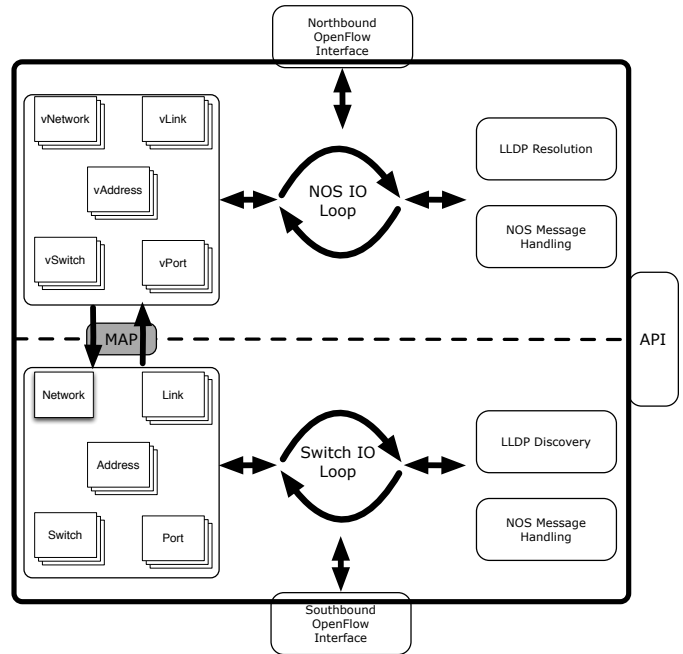 Northbound
OpenFlow
Interface
vNetwork
vLink
vAddress
vSwitch
vPort
NOS IO
Loop
LLDP Resolution
NOS Message
Handling
MAP
API
Network
Link
Address
Switch
Port
Switch IO
Loop
LLDP Discovery
NOS Message
Handling
Southbound
OpenFlow
Interface